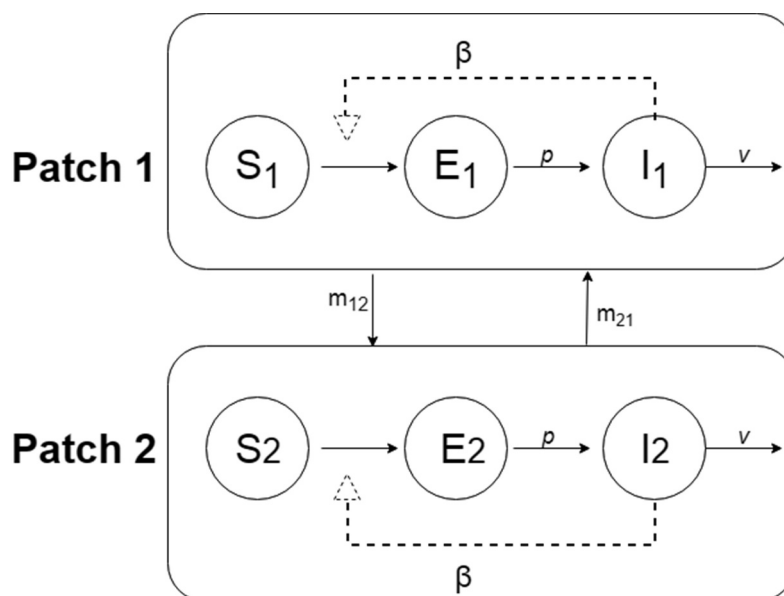 β
Patch 1 S₁ E₁ p I₁ v
m₁₂ m₂₁
Patch 2 S2 E2 p I2 v
β